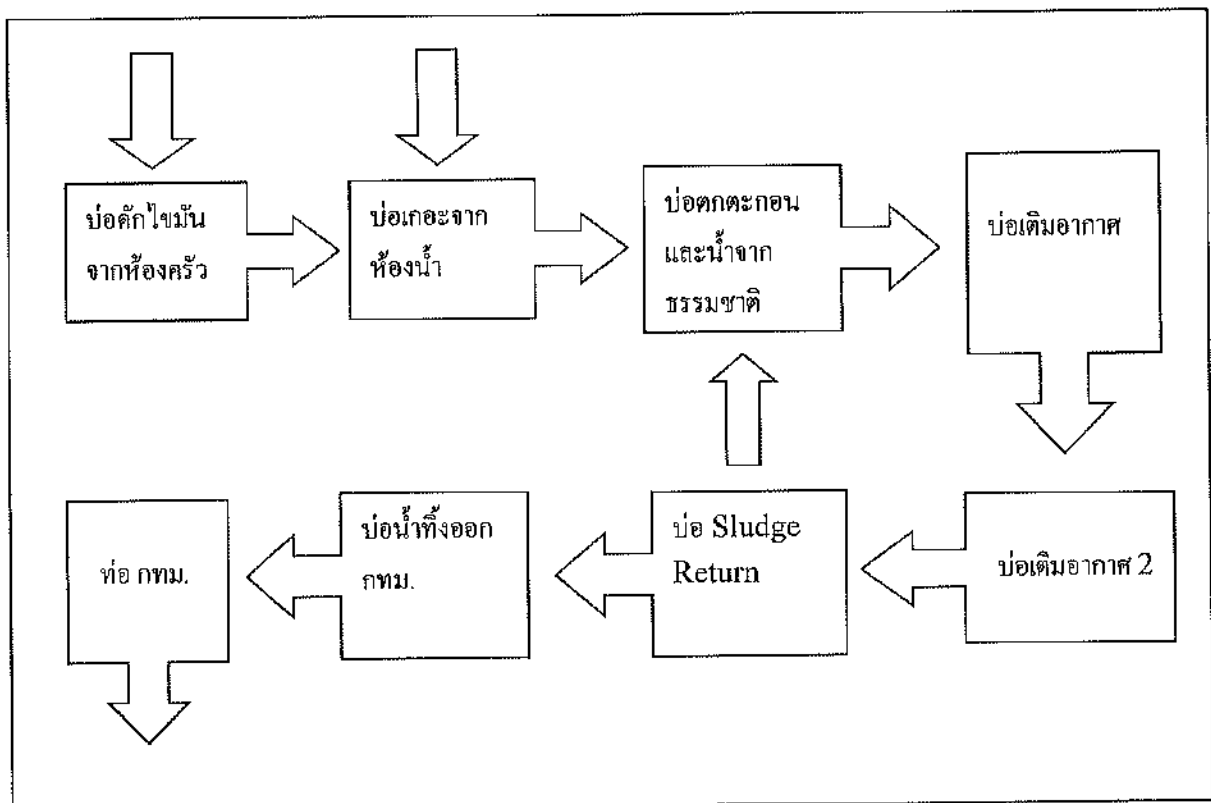 บ่อดักไขมัน
จากห้องครัว
บ่อเกอะจาก
ห้องน้ำ
บ่อตกตะกอน
และน้ำจาก
ธรรมชาติ
บ่อเติมอากาศ
บ่อเติมอากาศ 2
บ่อ Sludge
Return
บ่อน้ำทิ้งออก
กทม.
ท่อ กทม.